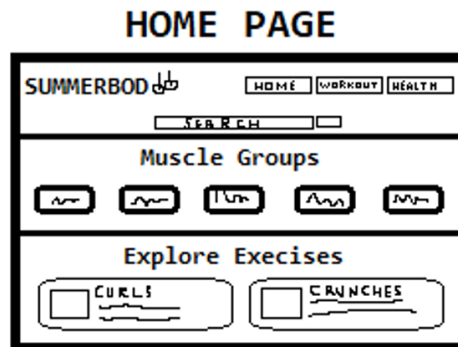 HOME PAGE
SUMMERBOD HOME WORKOUT HEALTH
SEARCH
Muscle Groups
Explore Execises
CURLS CRUNCHES